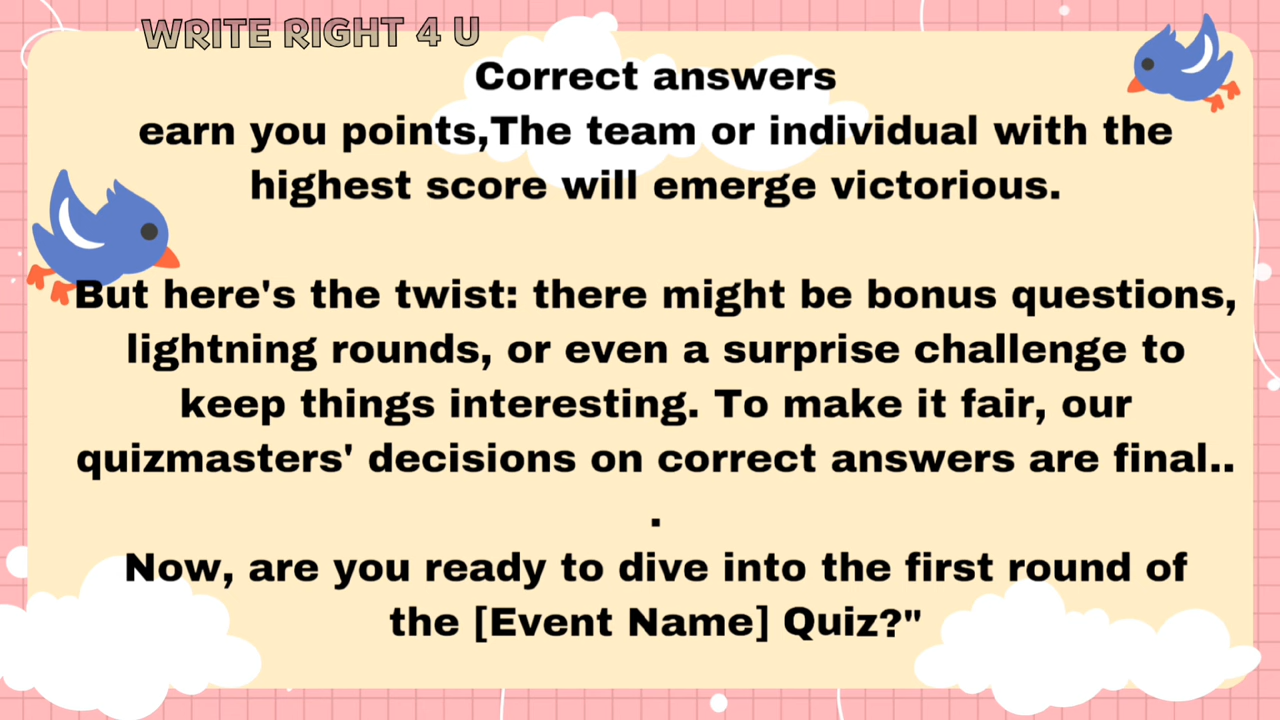 WRITE RIGHT 4 U
Correct answers
earn you points,The team or individual with the
highest score will emerge victorious.
But here's the twist: there might be bonus questions,
lightning rounds, or even a surprise challenge to
keep things interesting. To make it fair, our
quizmasters' decisions on correct answers are final..
.
Now, are you ready to dive into the first round of
the [Event Name] Quiz?"